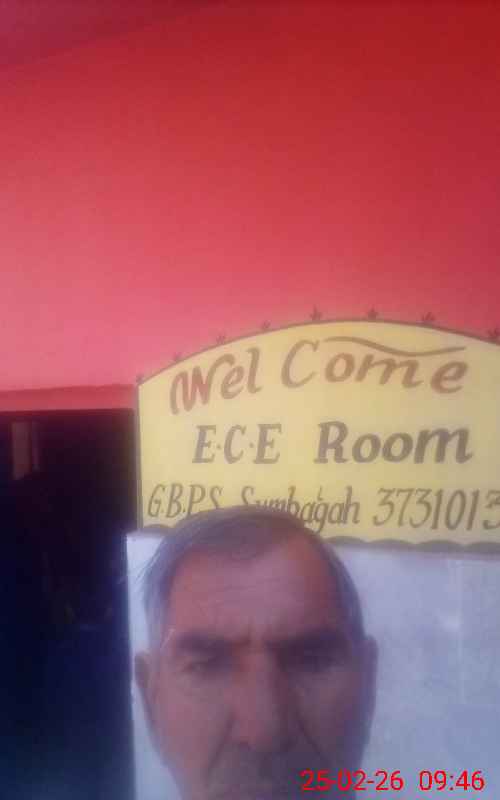 Wel Come
E.C.E Room
G.B.P.S Sumbagah 3731013
25-02-26 09:46